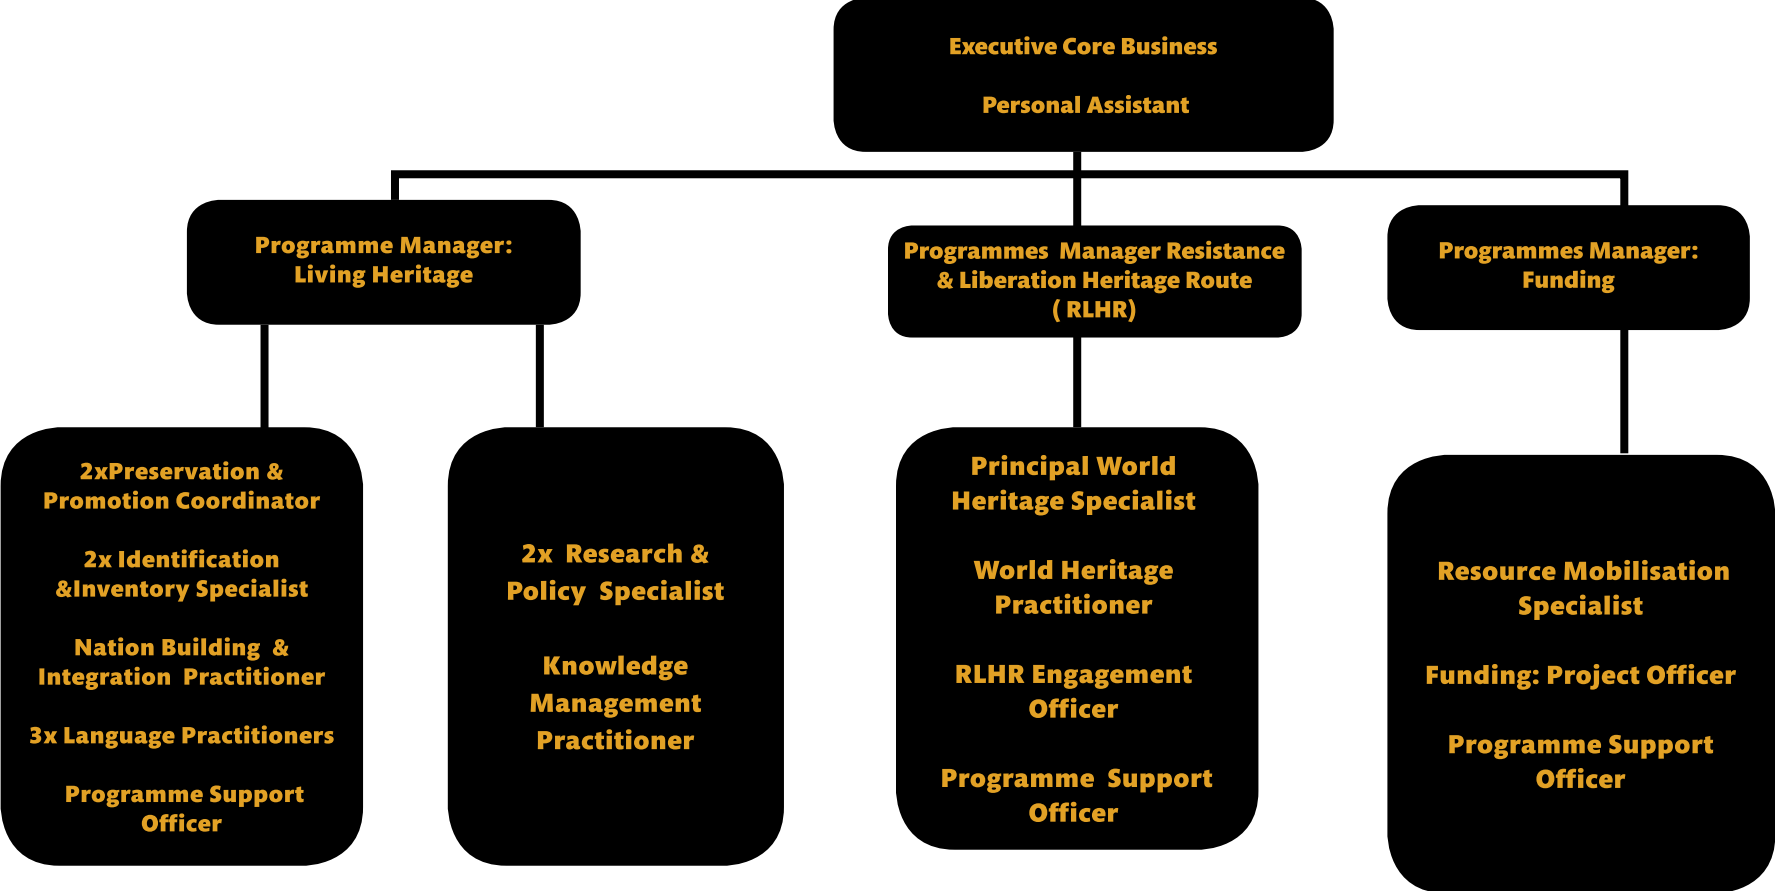 Executive Core Business
Personal Assistant
Programme Manager:
Living Heritage
Programmes Manager Resistance
& Liberation Heritage Route
( RLHR)
Programmes Manager:
Funding
2xPreservation &
Promotion Coordinator
2x Identification
&Inventory Specialist
Nation Building &
Integration Practitioner
3x Language Practitioners
Programme Support
Officer
2x Research &
Policy Specialist
Knowledge
Management
Practitioner
Principal World
Heritage Specialist
World Heritage
Practitioner
RLHR Engagement
Officer
Programme Support
Officer
Resource Mobilisation
Specialist
Funding: Project Officer
Programme Support
Officer